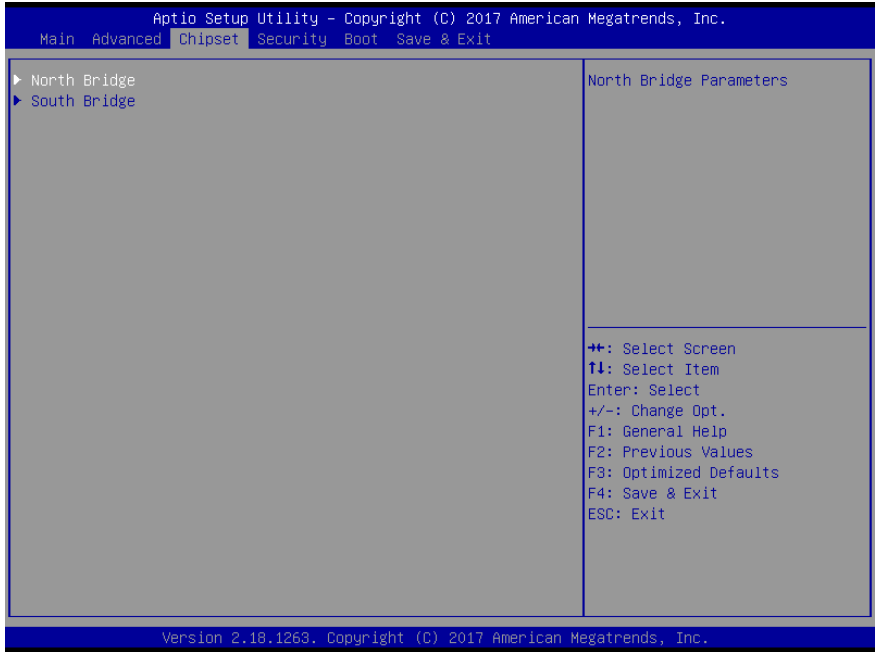 Aptio Setup Utility – Copyright (C) 2017 American Megatrends, Inc.
Main Advanced Chipset Security Boot Save & Exit
▶ North Bridge
▶ South Bridge
North Bridge Parameters
→←: Select Screen
↑↓: Select Item
Enter: Select
+/-: Change Opt.
F1: General Help
F2: Previous Values
F3: Optimized Defaults
F4: Save & Exit
ESC: Exit
Version 2.18.1263. Copyright (C) 2017 American Megatrends, Inc.